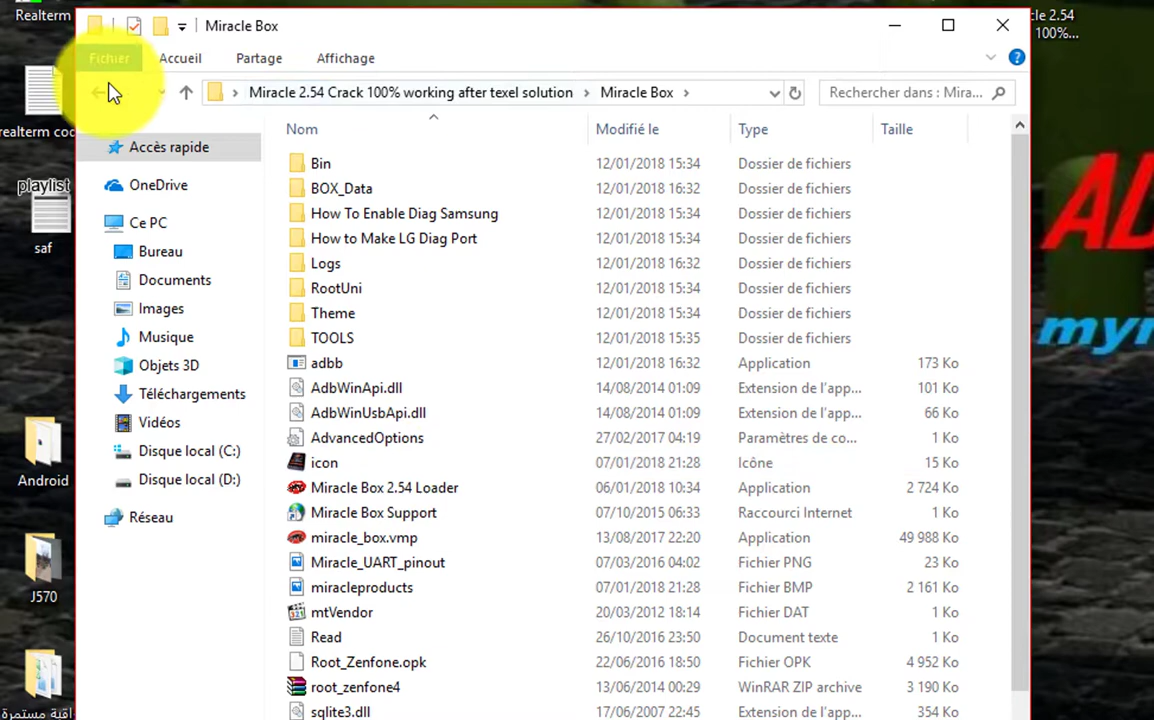 Realterm
Miracle Box
cle 2.54
100%...
Fichier Accueil Partage Affichage
Miracle 2.54 Crack 100% working after texel solution Miracle Box
Rechercher dans : Mira...
realterm coc
playlist
saf
Android
J570
Accès rapide
OneDrive
Ce PC
Bureau
Documents
Images
Musique
Objets 3D
Téléchargements
Vidéos
Disque local (C:)
Disque local (D:)
Réseau
Nom Modifié le Type Taille
Bin 12/01/2018 15:34 Dossier de fichiers
BOX_Data 12/01/2018 16:32 Dossier de fichiers
How To Enable Diag Samsung 12/01/2018 15:34 Dossier de fichiers
How to Make LG Diag Port 12/01/2018 15:34 Dossier de fichiers
Logs 12/01/2018 16:32 Dossier de fichiers
RootUni 12/01/2018 15:34 Dossier de fichiers
Theme 12/01/2018 15:34 Dossier de fichiers
TOOLS 12/01/2018 15:35 Dossier de fichiers
adbb 12/01/2018 16:32 Application 173 Ko
AdbWinApi.dll 14/08/2014 01:09 Extension de l'app... 101 Ko
AdbWinUsbApi.dll 14/08/2014 01:09 Extension de l'app... 66 Ko
AdvancedOptions 27/02/2017 04:19 Paramètres de co... 1 Ko
icon 07/01/2018 21:28 Icône 15 Ko
Miracle Box 2.54 Loader 06/01/2018 10:34 Application 2 724 Ko
Miracle Box Support 07/10/2015 06:33 Raccourci Internet 1 Ko
miracle_box.vmp 13/08/2017 22:20 Application 49 988 Ko
Miracle_UART_pinout 07/03/2016 04:02 Fichier PNG 23 Ko
miracleproducts 07/01/2018 21:28 Fichier BMP 2 161 Ko
mtVendor 20/03/2012 18:14 Fichier DAT 1 Ko
Read 26/10/2016 23:50 Document texte 1 Ko
Root_Zenfone.opk 22/06/2016 18:50 Fichier OPK 4 952 Ko
root_zenfone4 13/06/2014 00:29 WinRAR ZIP archive 3 190 Ko
sqlite3.dll 17/06/2007 22:45 Extension de l'app... 354 Ko
AD
myr